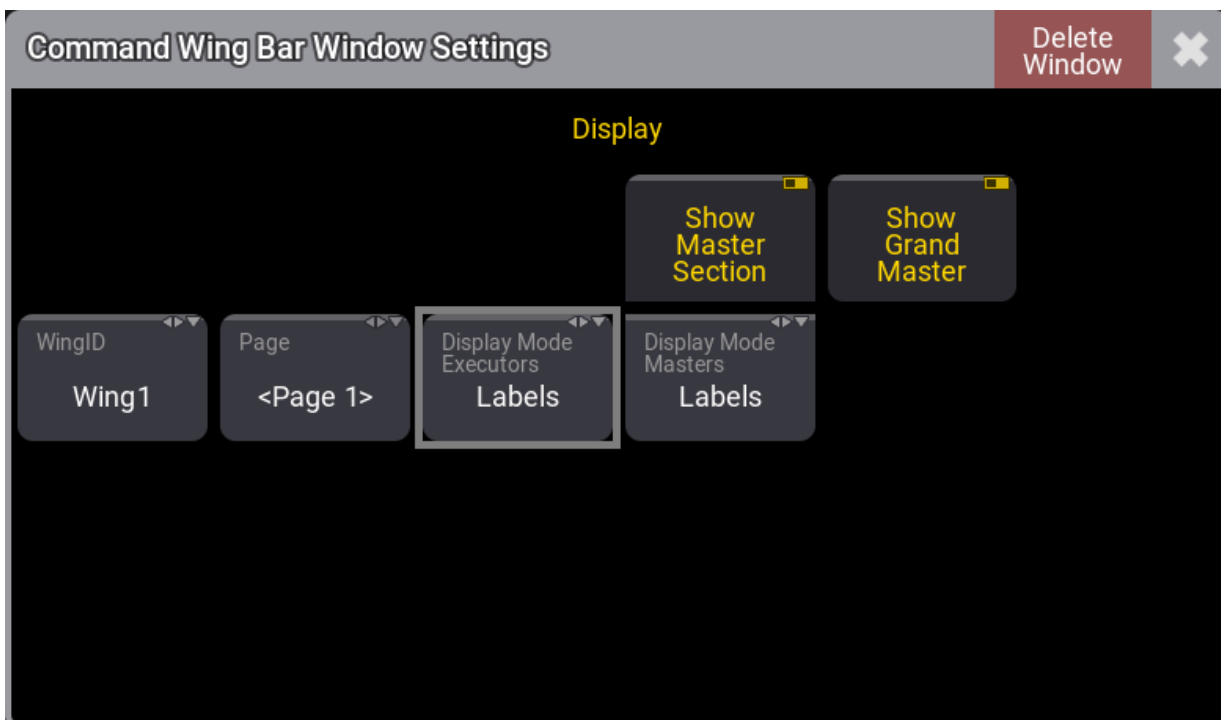 Command Wing Bar Window Settings
Delete
Window
Display
Show
Master
Section
Show
Grand
Master
WingID
Wing1
Page
<Page 1>
Display Mode
Executors
Labels
Display Mode
Masters
Labels